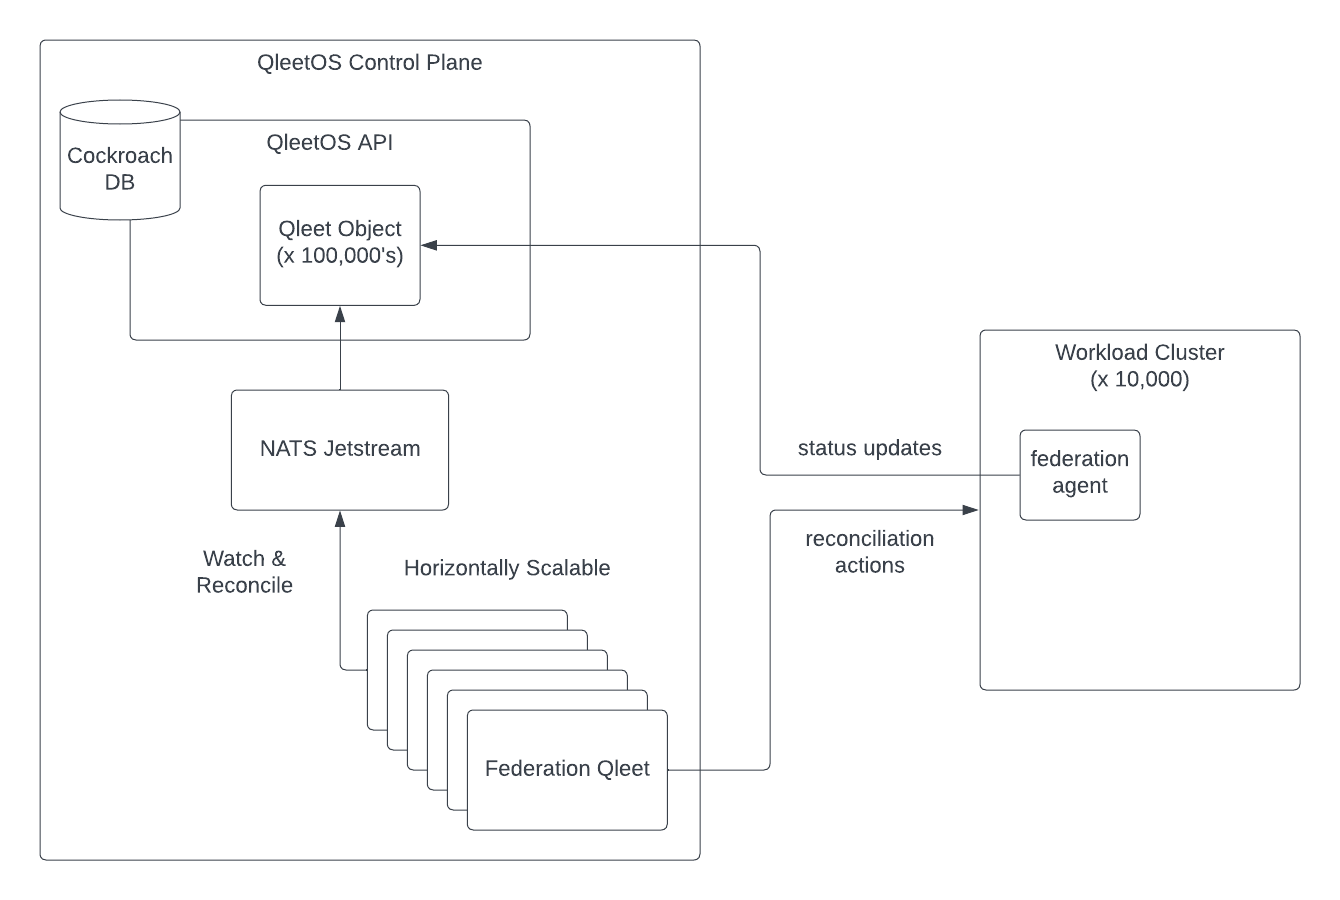 QleetOS Control Plane
Cockroach
DB
QleetOS API
Qleet Object
(x 100,000's)
NATS Jetstream
Watch &
Reconcile
Horizontally Scalable
Federation Qleet
status updates
reconciliation
actions
Workload Cluster
(x 10,000)
federation
agent